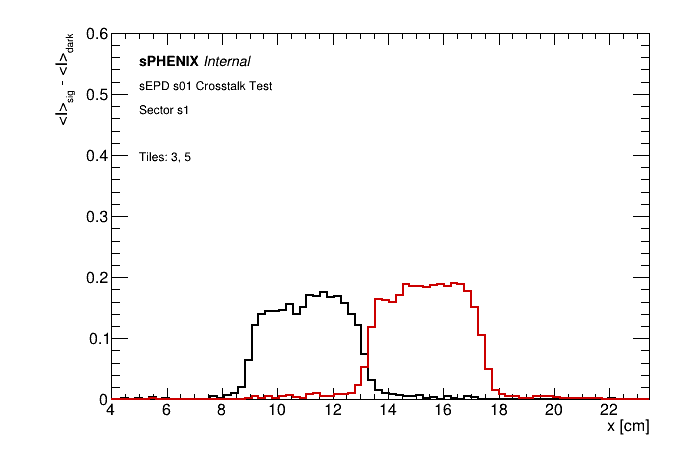 <I>sig - <I>dark
0.6
0.5
0.4
0.3
0.2
0.1
0
sPHENIX Internal
sEPD s01 Crosstalk Test
Sector s1
Tiles: 3, 5
4 6 8 10 12 14 16 18 20 22
x [cm]